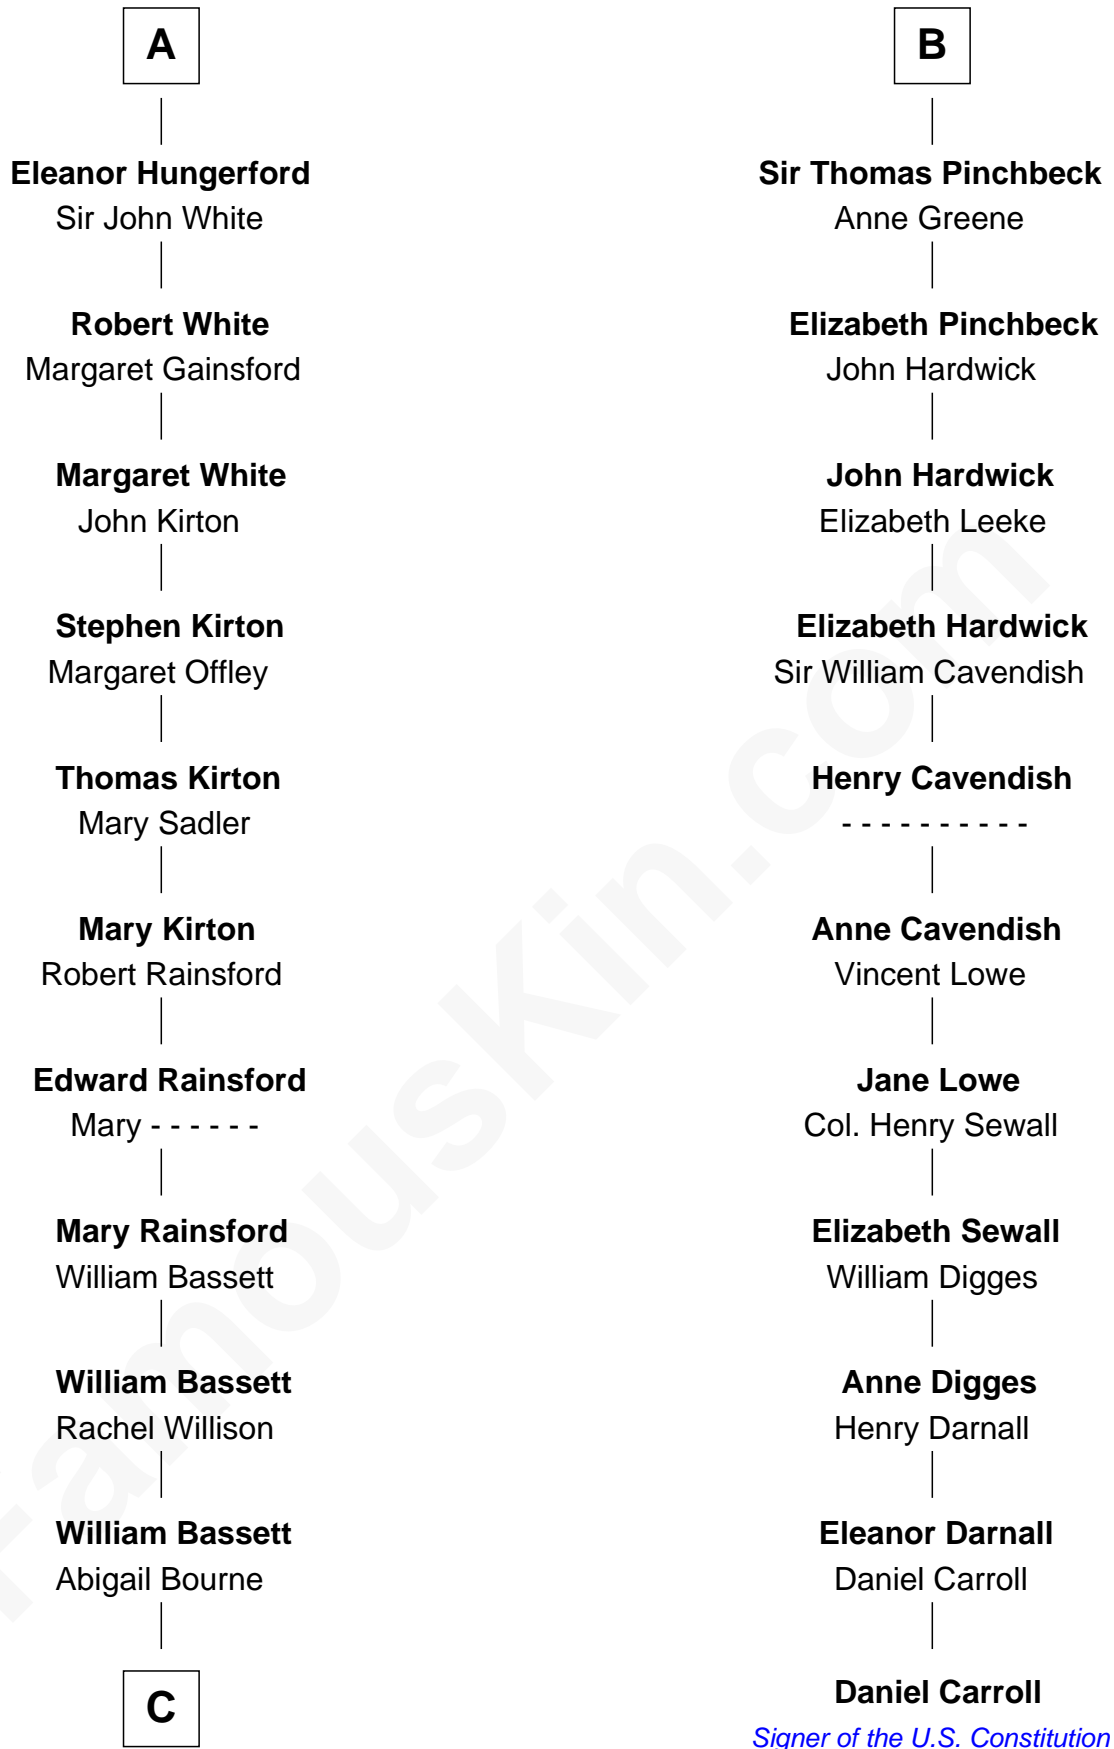 A
Eleanor Hungerford
Sir John White
Robert White
Margaret Gainsford
Margaret White
John Kirton
Stephen Kirton
Margaret Offley
Thomas Kirton
Mary Sadler
Mary Kirton
Robert Rainsford
Edward Rainsford
Mary - - - - - -
Mary Rainsford
William Bassett
William Bassett
Rachel Willison
William Bassett
Abigail Bourne
C
B
Sir Thomas Pinchbeck
Anne Greene
Elizabeth Pinchbeck
John Hardwick
John Hardwick
Elizabeth Leeke
Elizabeth Hardwick
Sir William Cavendish
Henry Cavendish
- - - - - - - - - -
Anne Cavendish
Vincent Lowe
Jane Lowe
Col. Henry Sewall
Elizabeth Sewall
William Digges
Anne Digges
Henry Darnall
Eleanor Darnall
Daniel Carroll
Daniel Carroll
Signer of the U.S. Constitution
FamousKin.com